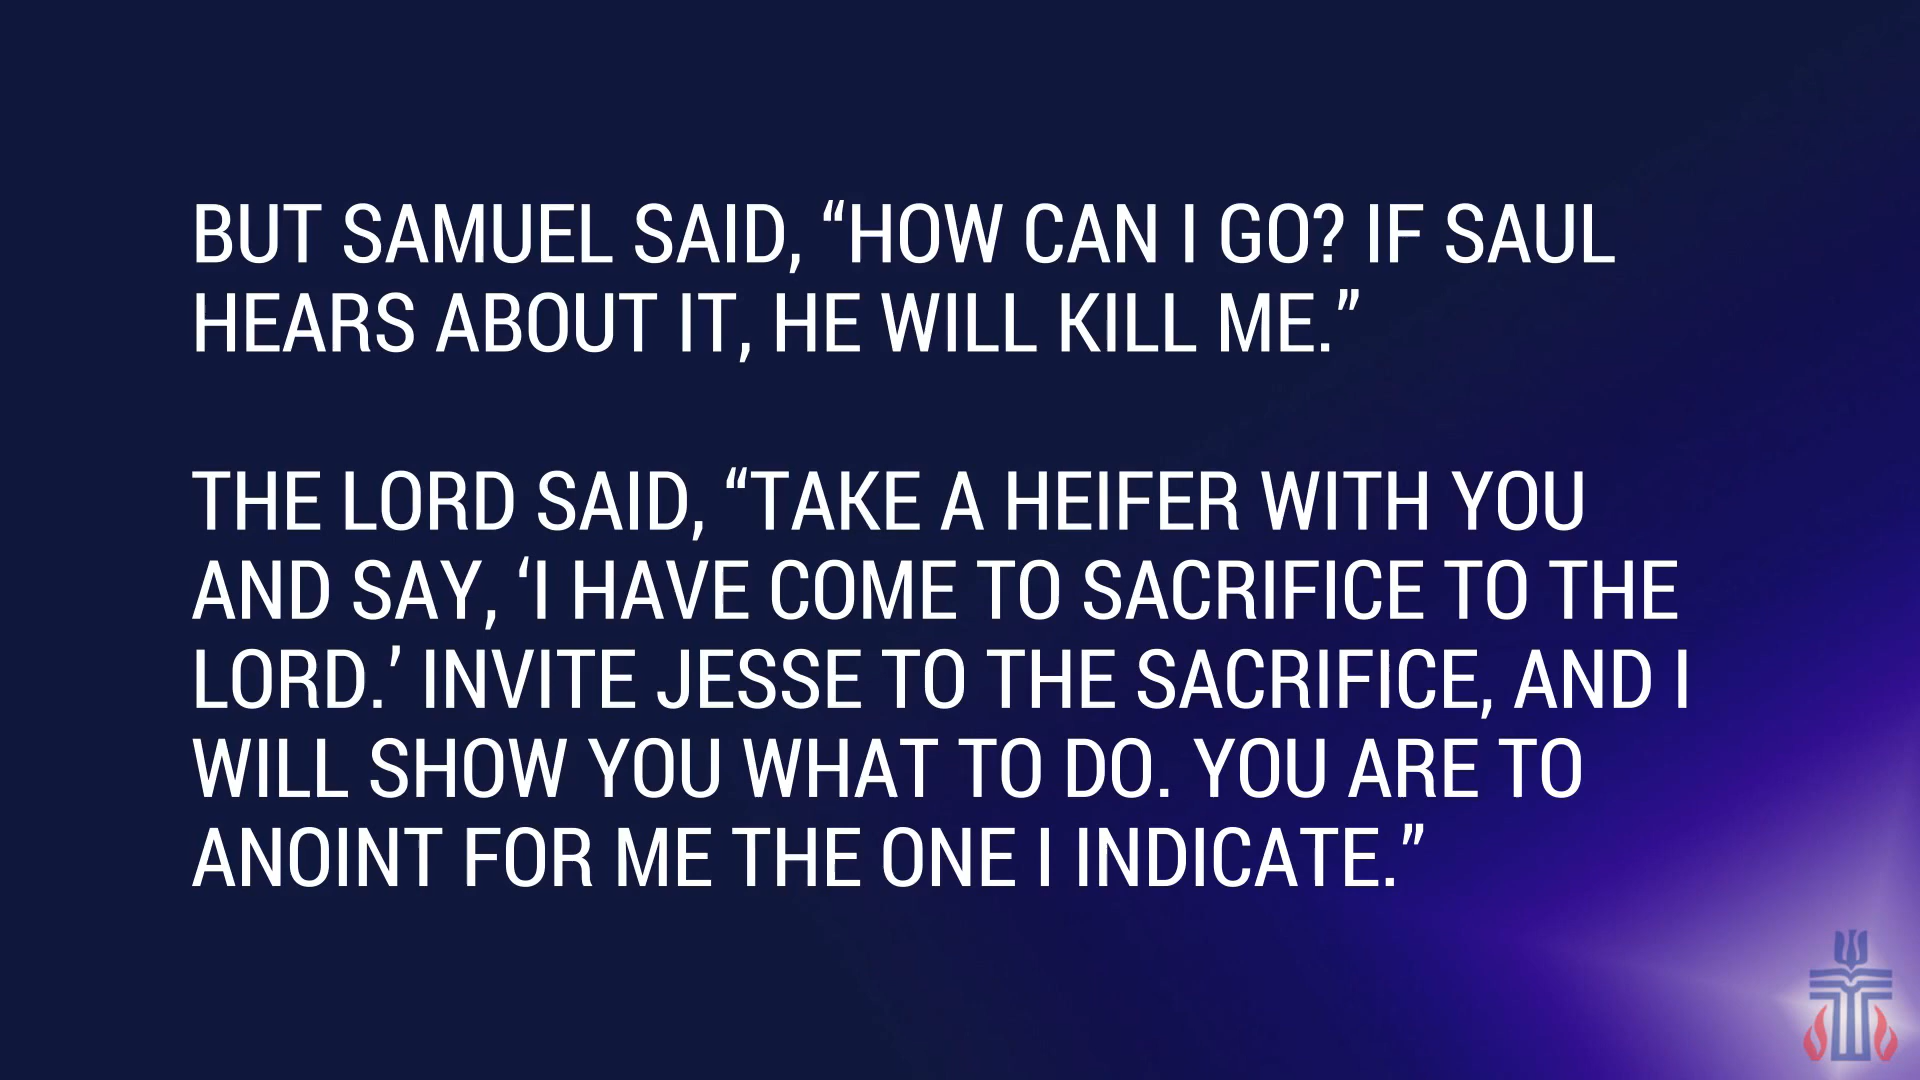 BUT SAMUEL SAID, “HOW CAN I GO? IF SAUL
HEARS ABOUT IT, HE WILL KILL ME.”
THE LORD SAID, “TAKE A HEIFER WITH YOU
AND SAY, ‘I HAVE COME TO SACRIFICE TO THE
LORD.’ INVITE JESSE TO THE SACRIFICE, AND I
WILL SHOW YOU WHAT TO DO. YOU ARE TO
ANOINT FOR ME THE ONE I INDICATE.”